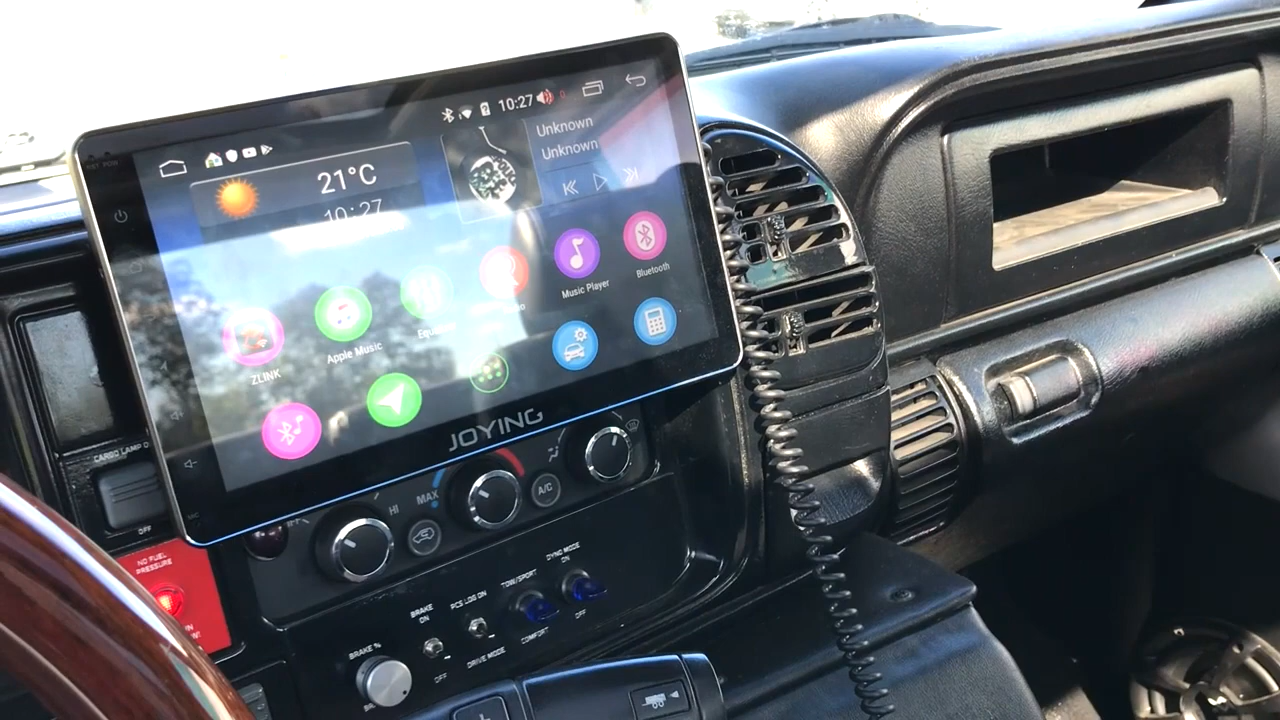 10:27
Unknown
Unknown
21°C
10:27
ZLINK
Apple Music
Music Player
Bluetooth
JOYING
CARGO LAMP
OFF
HI
MAX
A/C
NO FUEL
PRESSURE
BRAKE
ON
OFF
PCS LOG ON
DRIVE MODE
TOW/SPORT
COMFORT
DYNO MODE
ON
OFF
BRAKE %